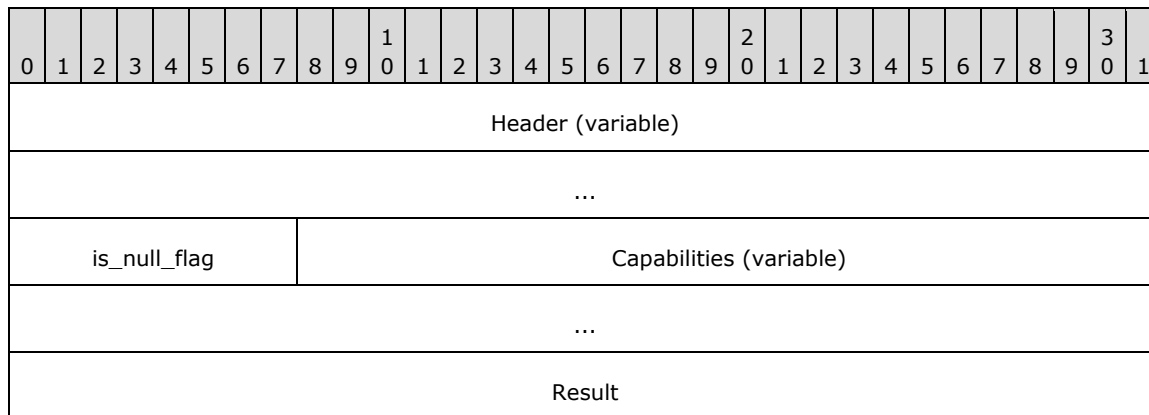 1 2 3
0 1 2 3 4 5 6 7 8 9 0 1 2 3 4 5 6 7 8 9 0 1 2 3 4 5 6 7 8 9 0 1
Header (variable)
...
is_null_flag Capabilities (variable)
...
Result